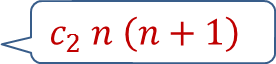 c₂ n (n + 1)